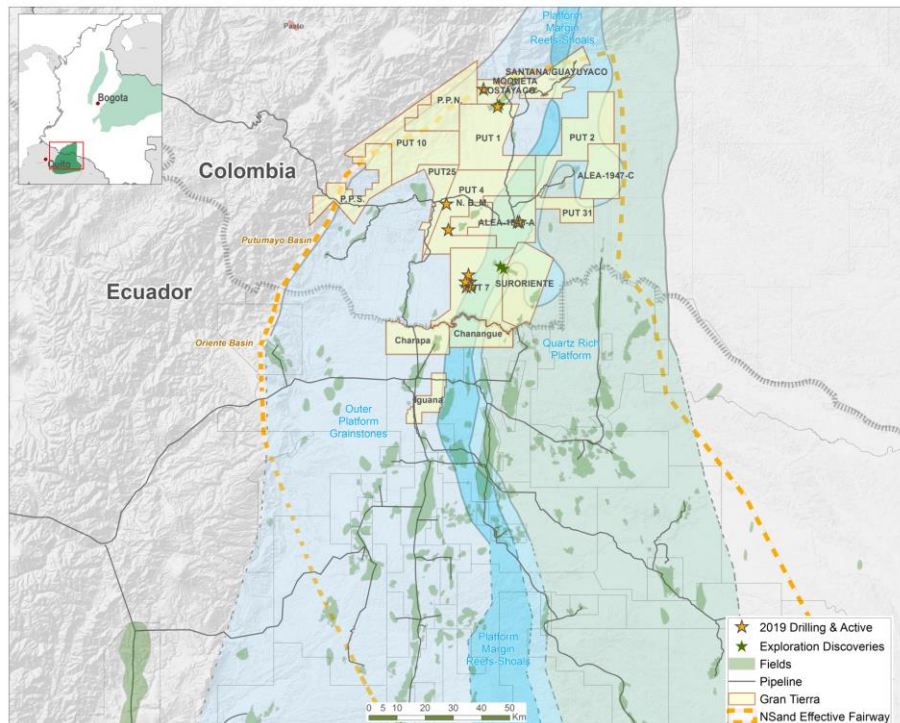 Pasto
Platform
Margin
Reefs-Shoals
Bogota
Quito
SANTANA/GUAYUYACO
MOQUETA
COSTAYACO
P.P.N.
PUT 1
PUT 2
PUT 10
Colombia
PUT25
PUT 4
ALEA-1947-C
P.P.S.
N. B. M.
PUT 31
Putumayo Basin
Ecuador
SURORIENTE
PUT 7
Oriente Basin
Charapa
Chanangue
Quartz Rich
Platform
Iguana
Outer
Platform
Grainstones
Platform
Margin
Reefs-Shoals
2019 Drilling & Active
Exploration Discoveries
Fields
Pipeline
Gran Tierra
NSand Effective Fairway
0 5 10 20 30 40 50
Km